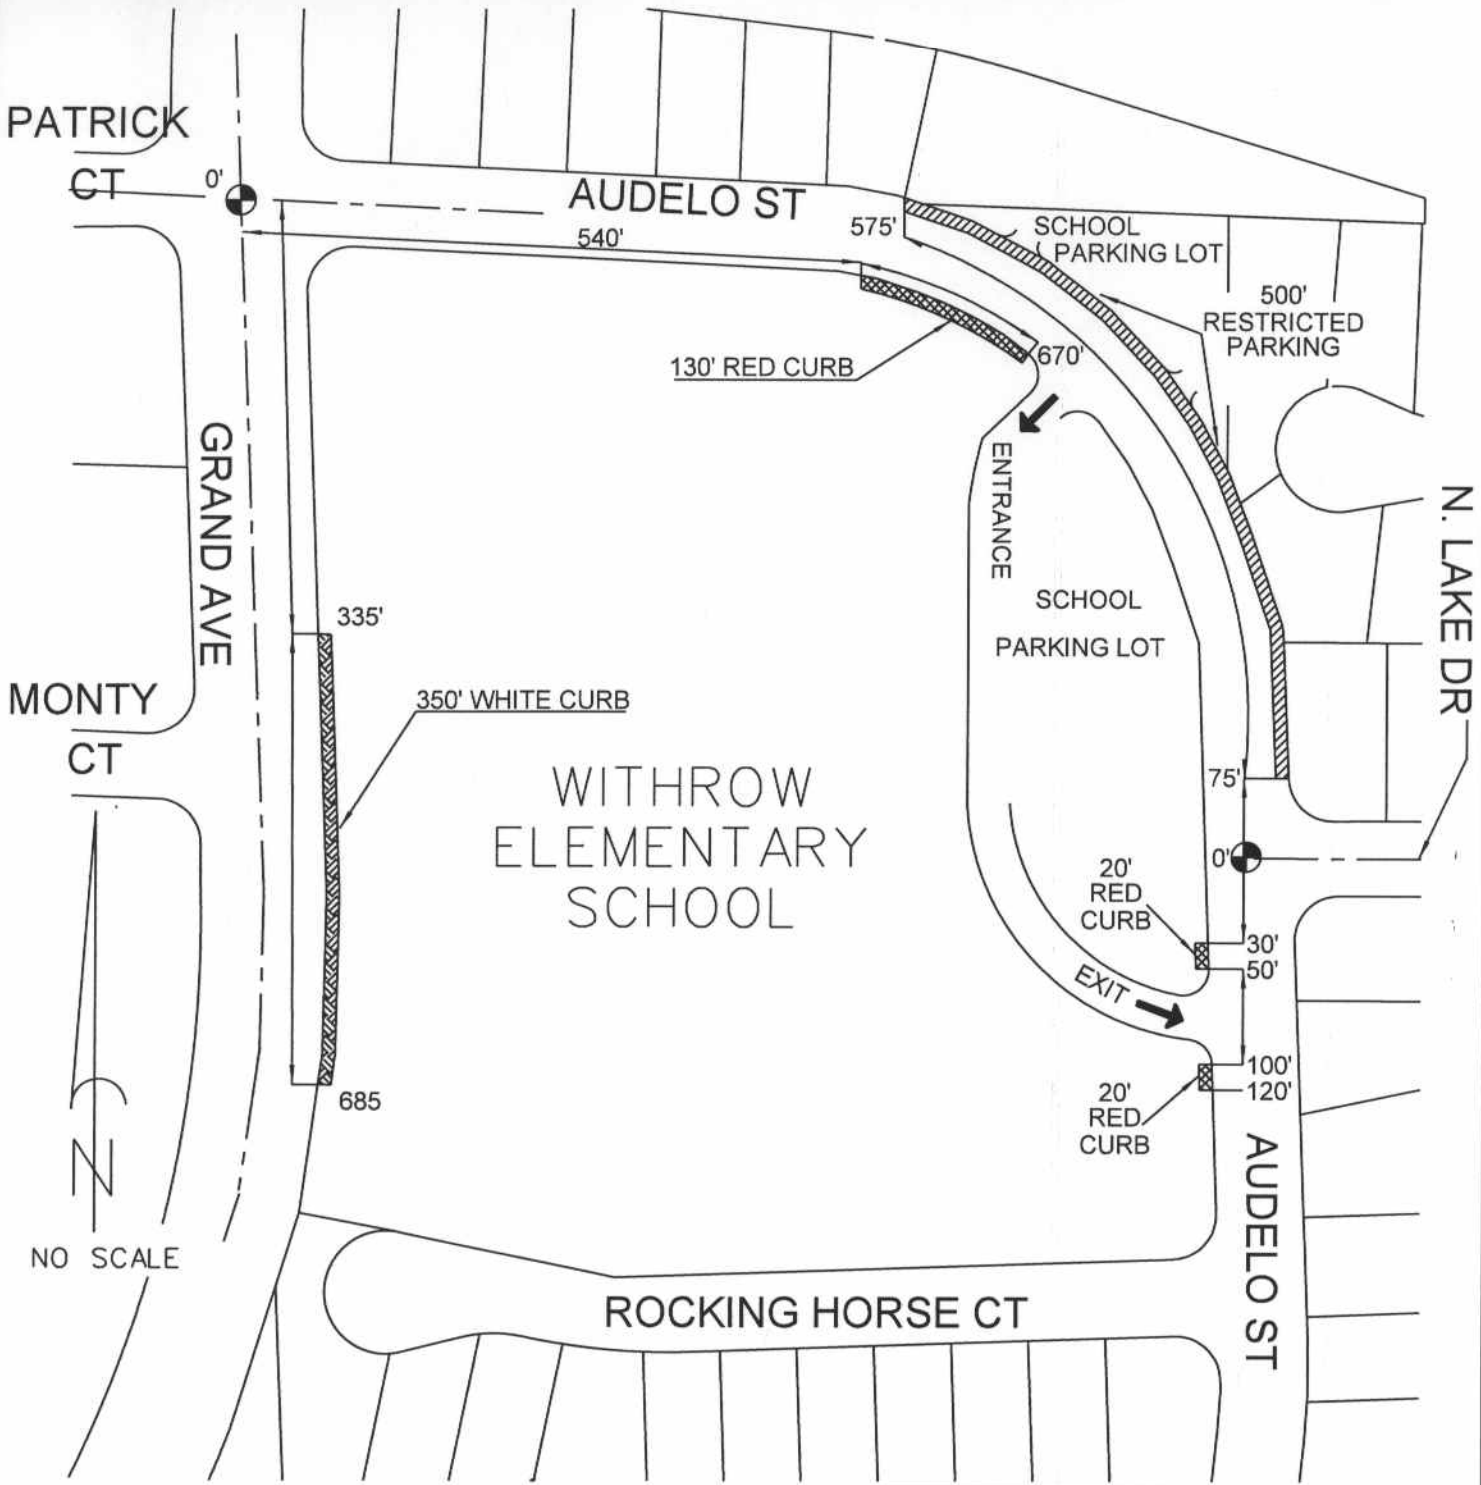 PATRICK
CT
0'
AUDELO ST
540'
575'
SCHOOL
PARKING LOT
500'
RESTRICTED
PARKING
130' RED CURB
670'
GRAND AVE
ENTRANCE
N. LAKE DR
SCHOOL
PARKING LOT
335'
350' WHITE CURB
MONTY
CT
WITHROW
ELEMENTARY
SCHOOL
75'
0'
20'
RED
CURB
30'
50'
EXIT
100'
120'
20'
RED
CURB
685
N
NO SCALE
AUDELO ST
ROCKING HORSE CT